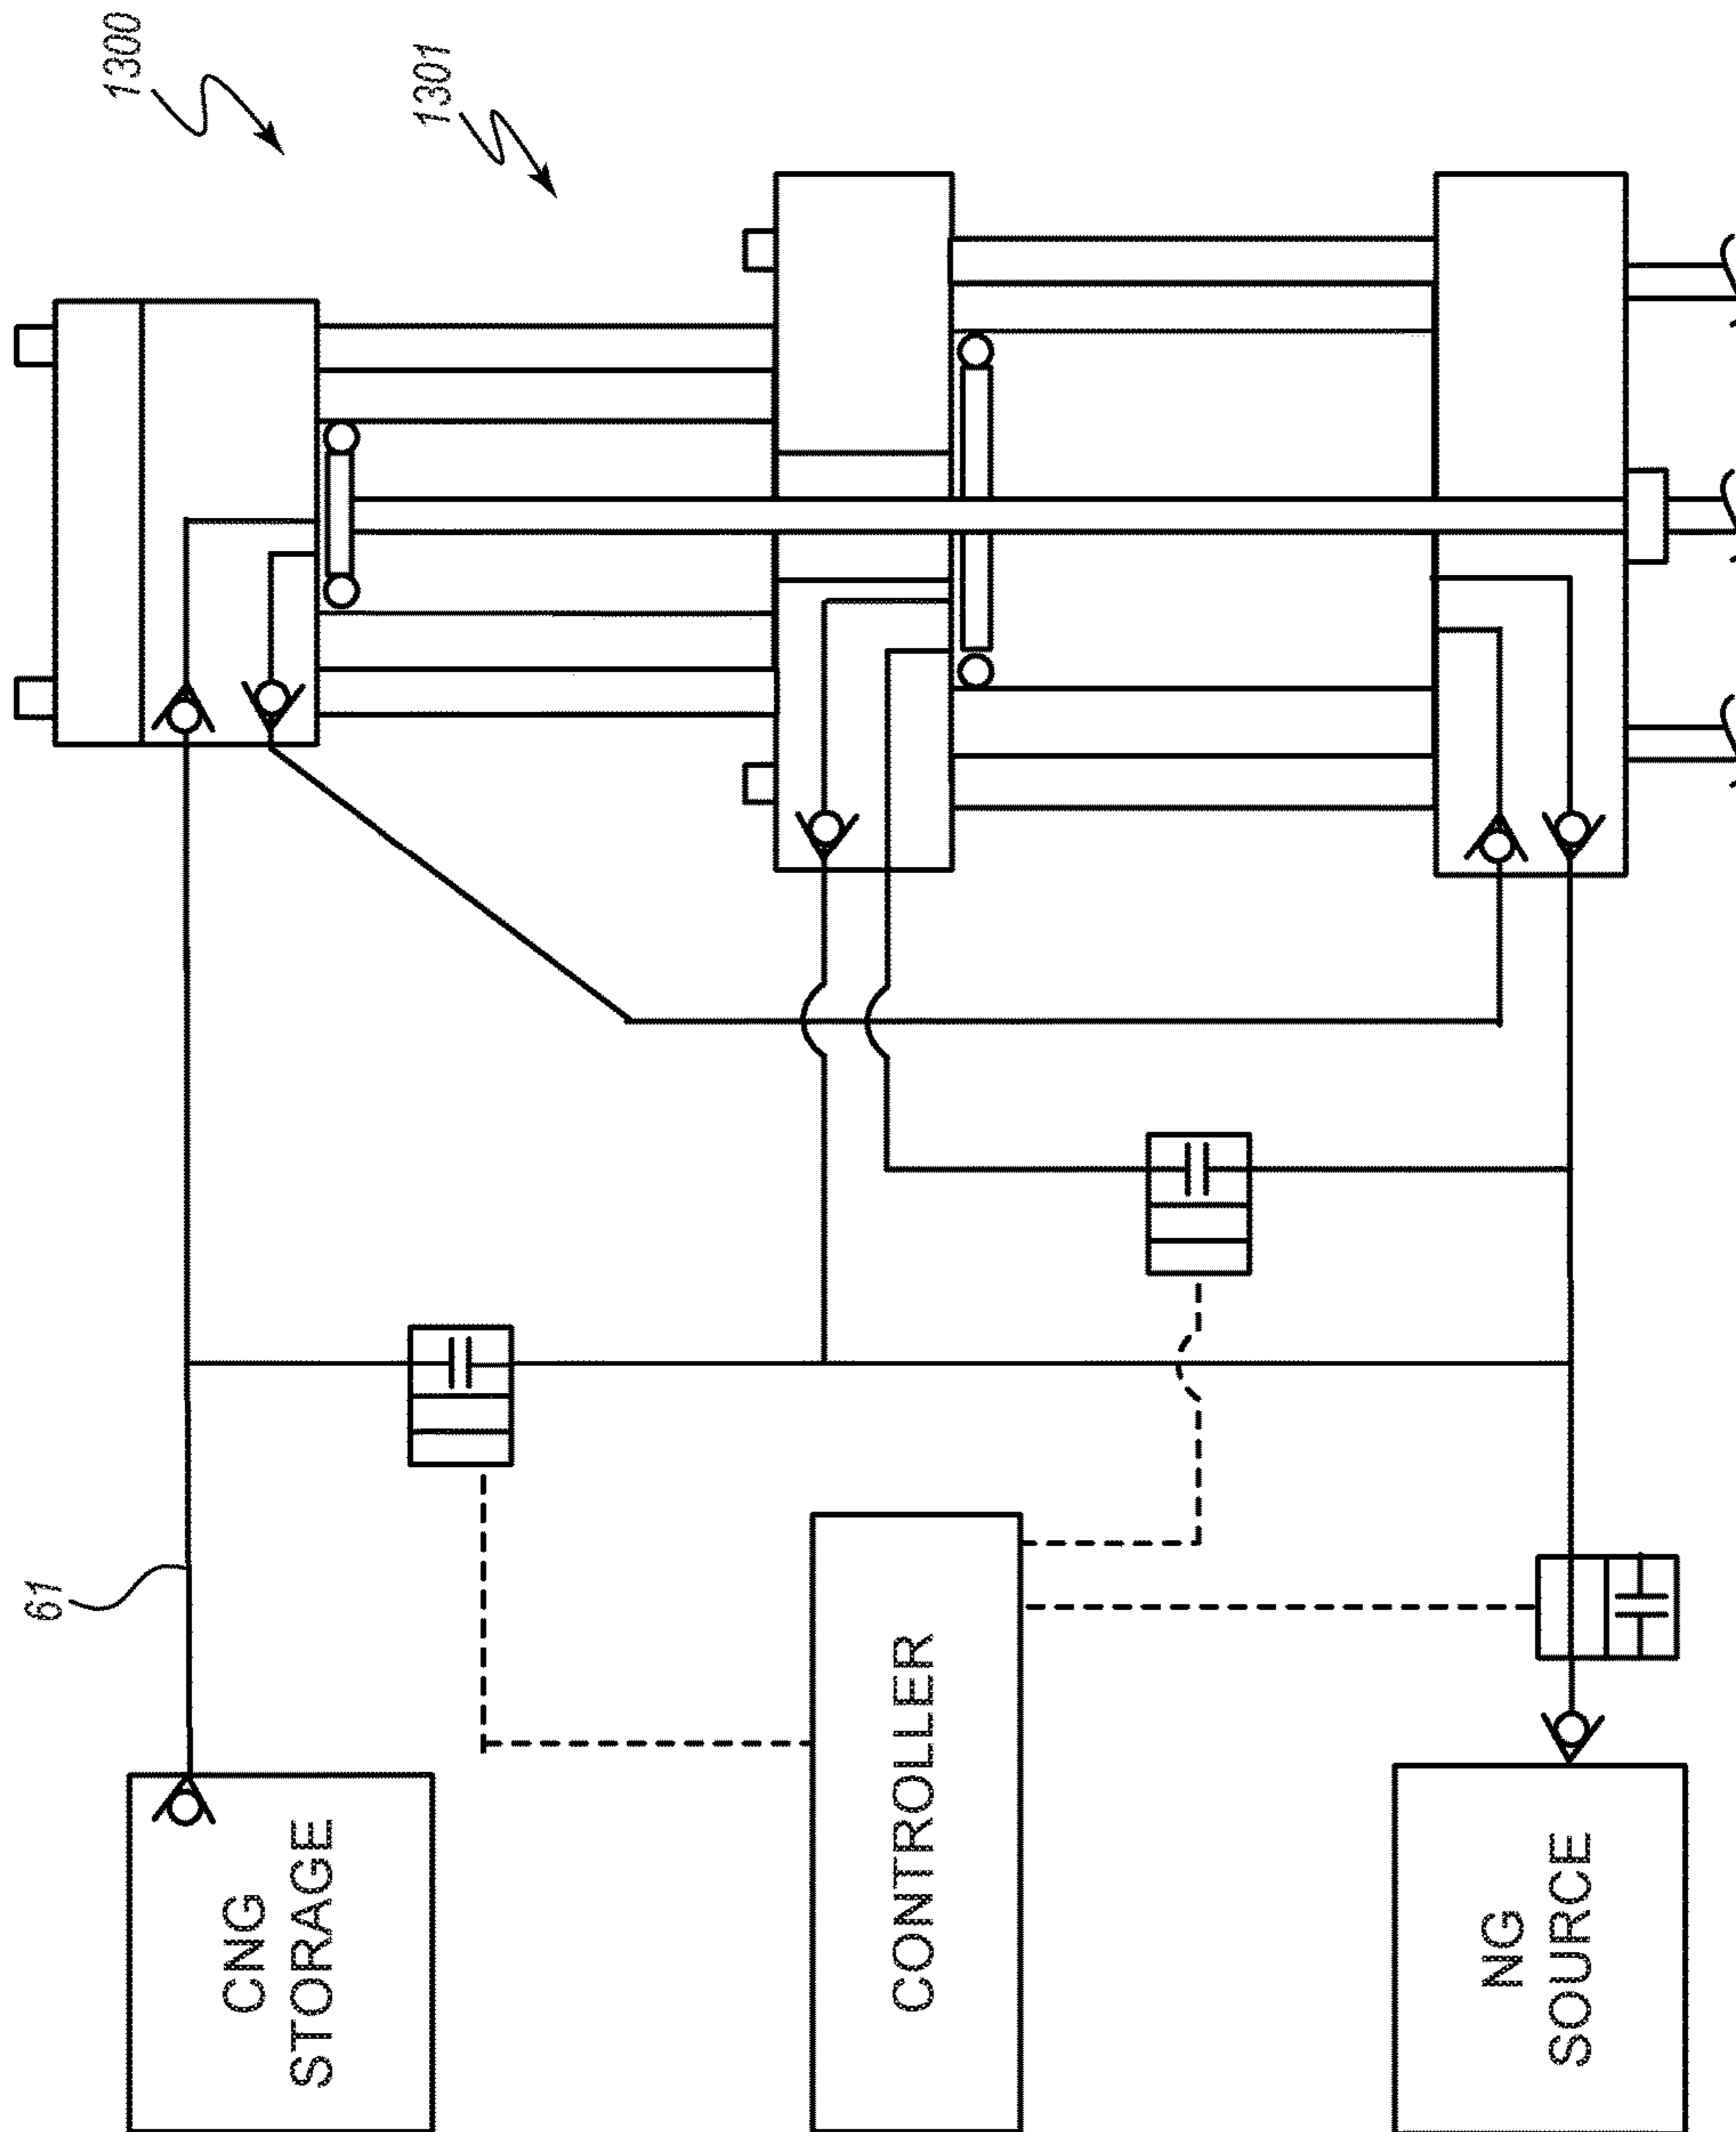 1300
1301
61
CNG
STORAGE
CONTROLLER
NG
SOURCE